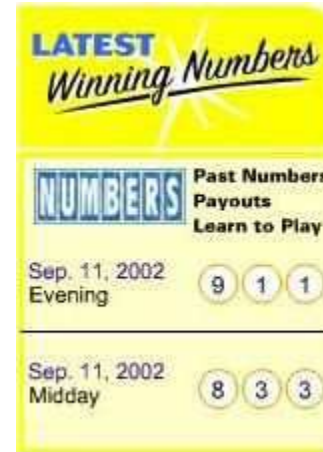 LATEST
Winning Numbers
NUMBERS
Past Numbers
Payouts
Learn to Play
Sep. 11, 2002
Evening
9 1 1
Sep. 11, 2002
Midday
8 3 3